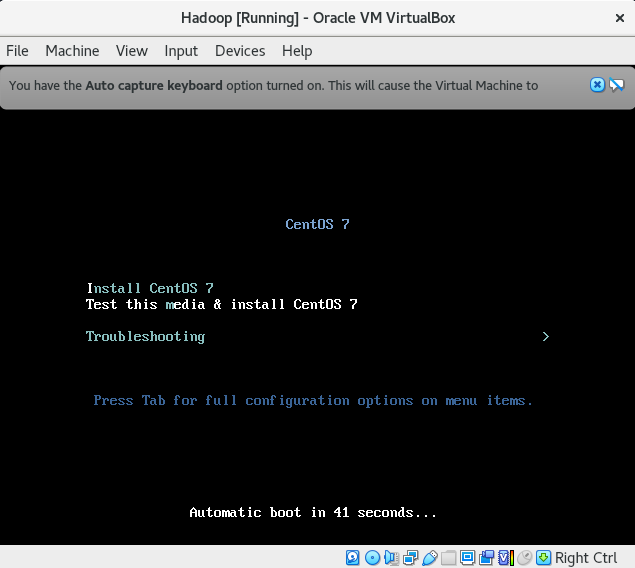 Hadoop [Running] - Oracle VM VirtualBox
File Machine View Input Devices Help
You have the Auto capture keyboard option turned on. This will cause the Virtual Machine to
CentOS 7
Install CentOS 7
Test this media & install CentOS 7
Troubleshooting >
Press Tab for full configuration options on menu items.
Automatic boot in 41 seconds...
Right Ctrl